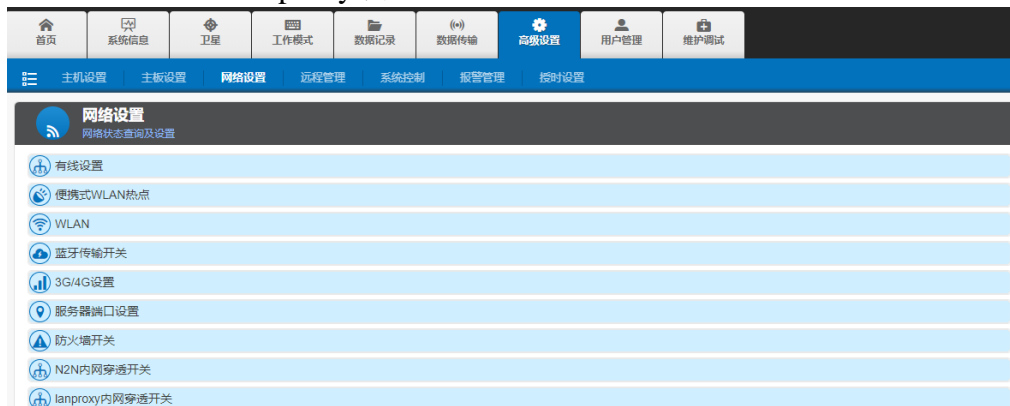 首页 系统信息 卫星 工作模式 数据记录 数据传输 高级设置 用户管理 维护调试
主机设置 主板设置 网络设置 远程管理 系统控制 报警管理 授时设置
网络设置
网络状态查询及设置
有线设置
便携式WLAN热点
WLAN
蓝牙传输开关
3G/4G设置
服务器端口设置
防火墙开关
N2N内网穿透开关
lanproxy内网穿透开关